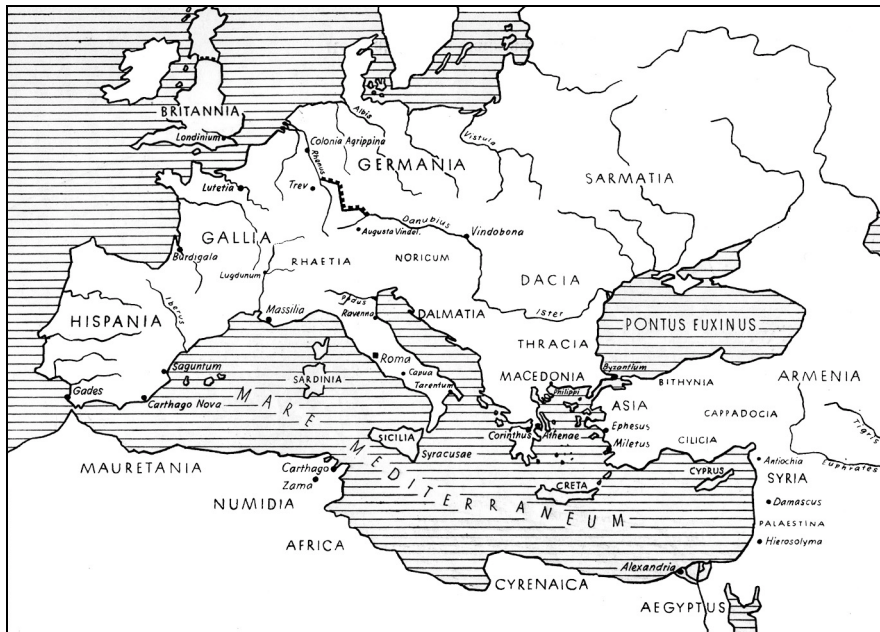 BRITANNIA
Londinium
Albis
Colonia Agrippina
Rhenus
GERMANIA
Vistula
SARMATIA
Lutetia
Trev
Danubius
Vindobona
Augusta Vindel.
GALLIA
RHAETIA
NORICUM
Burdigala
Lugdunum
DACIA
Iberus
Padus
Ravenna
DALMATIA
Ister
HISPANIA
Massilia
PONTUS EUXINUS
THRACIA
Roma
Capua
Tarentum
MACEDONIA
Byzantium
BITHYNIA
ARMENIA
Saguntum
SARDINIA
Philippi
ASIA
Gades
Carthago Nova
CAPPADOCIA
Tigris
Ephesus
Corinthus
Athenae
Miletus
CILICIA
SICILIA
Syracusae
MARE MEDITERRANEUM
MAURETANIA
Carthago
Zama
CRETA
CYPRUS
Antiochia
Euphrates
SYRIA
NUMIDIA
Damascus
PALAESTINA
AFRICA
Hierosolyma
CYRENAICA
Alexandria
AEGYPTUS